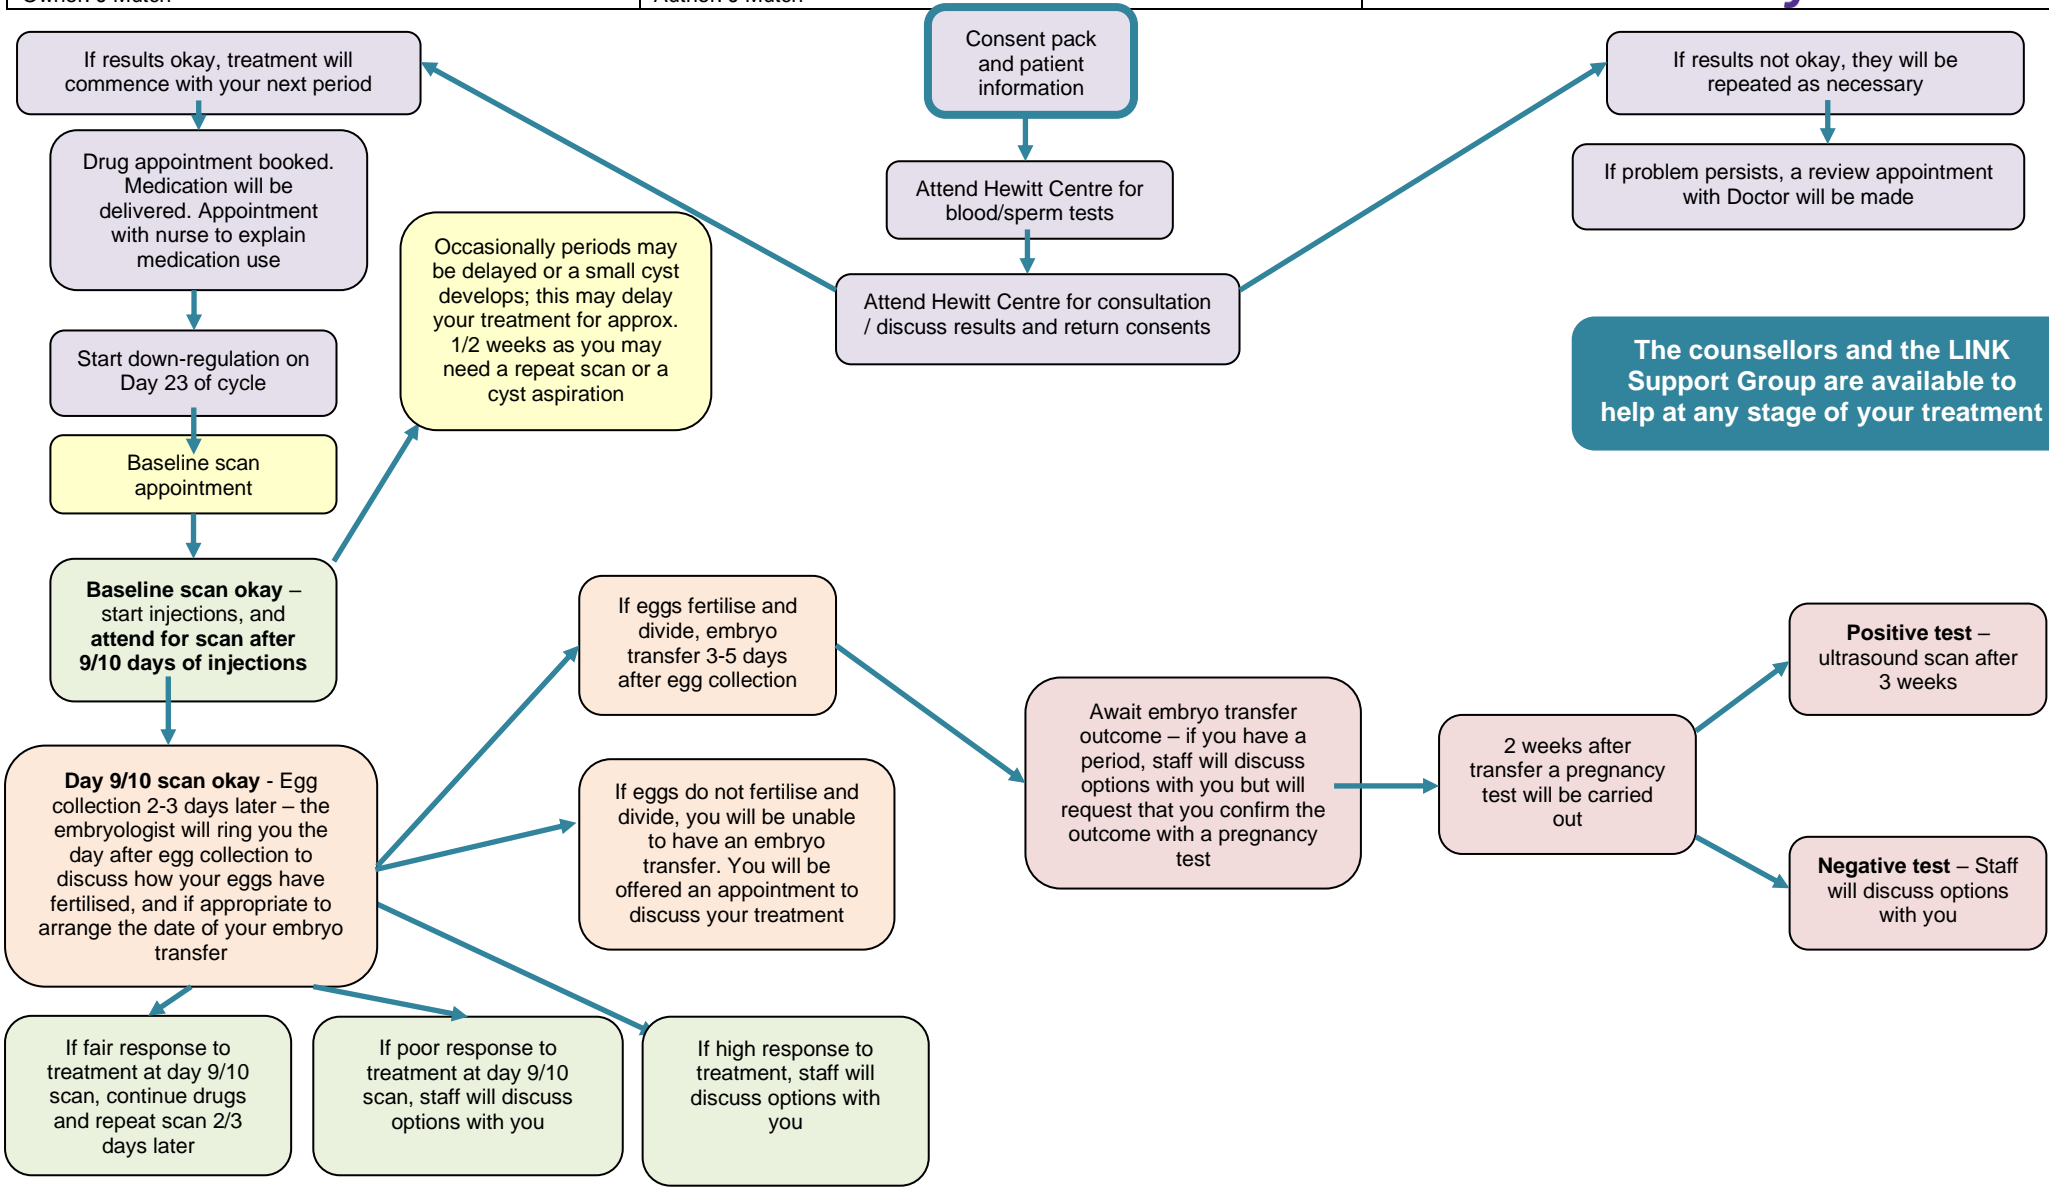 Owner: J Mutch
Author: J Mutch
Consent pack
and patient
information
If results okay, treatment will
commence with your next period
If results not okay, they will be
repeated as necessary
Drug appointment booked.
Medication will be
delivered. Appointment
with nurse to explain
medication use
Attend Hewitt Centre for
blood/sperm tests
If problem persists, a review appointment
with Doctor will be made
Occasionally periods may
be delayed or a small cyst
develops; this may delay
your treatment for approx.
1/2 weeks as you may
need a repeat scan or a
cyst aspiration
Attend Hewitt Centre for consultation
/ discuss results and return consents
Start down-regulation on
Day 23 of cycle
The counsellors and the LINK
Support Group are available to
help at any stage of your treatment
Baseline scan
appointment
Baseline scan okay –
start injections, and
attend for scan after
9/10 days of injections
If eggs fertilise and
divide, embryo
transfer 3-5 days
after egg collection
Positive test –
ultrasound scan after
3 weeks
Await embryo transfer
outcome – if you have a
period, staff will discuss
options with you but will
request that you confirm the
outcome with a pregnancy
test
2 weeks after
transfer a pregnancy
test will be carried
out
Day 9/10 scan okay - Egg
collection 2-3 days later – the
embryologist will ring you the
day after egg collection to
discuss how your eggs have
fertilised, and if appropriate to
arrange the date of your embryo
transfer
If eggs do not fertilise and
divide, you will be unable
to have an embryo
transfer. You will be
offered an appointment to
discuss your treatment
Negative test – Staff
will discuss options
with you
If fair response to
treatment at day 9/10
scan, continue drugs
and repeat scan 2/3
days later
If poor response to
treatment at day 9/10
scan, staff will discuss
options with you
If high response to
treatment, staff will
discuss options with
you